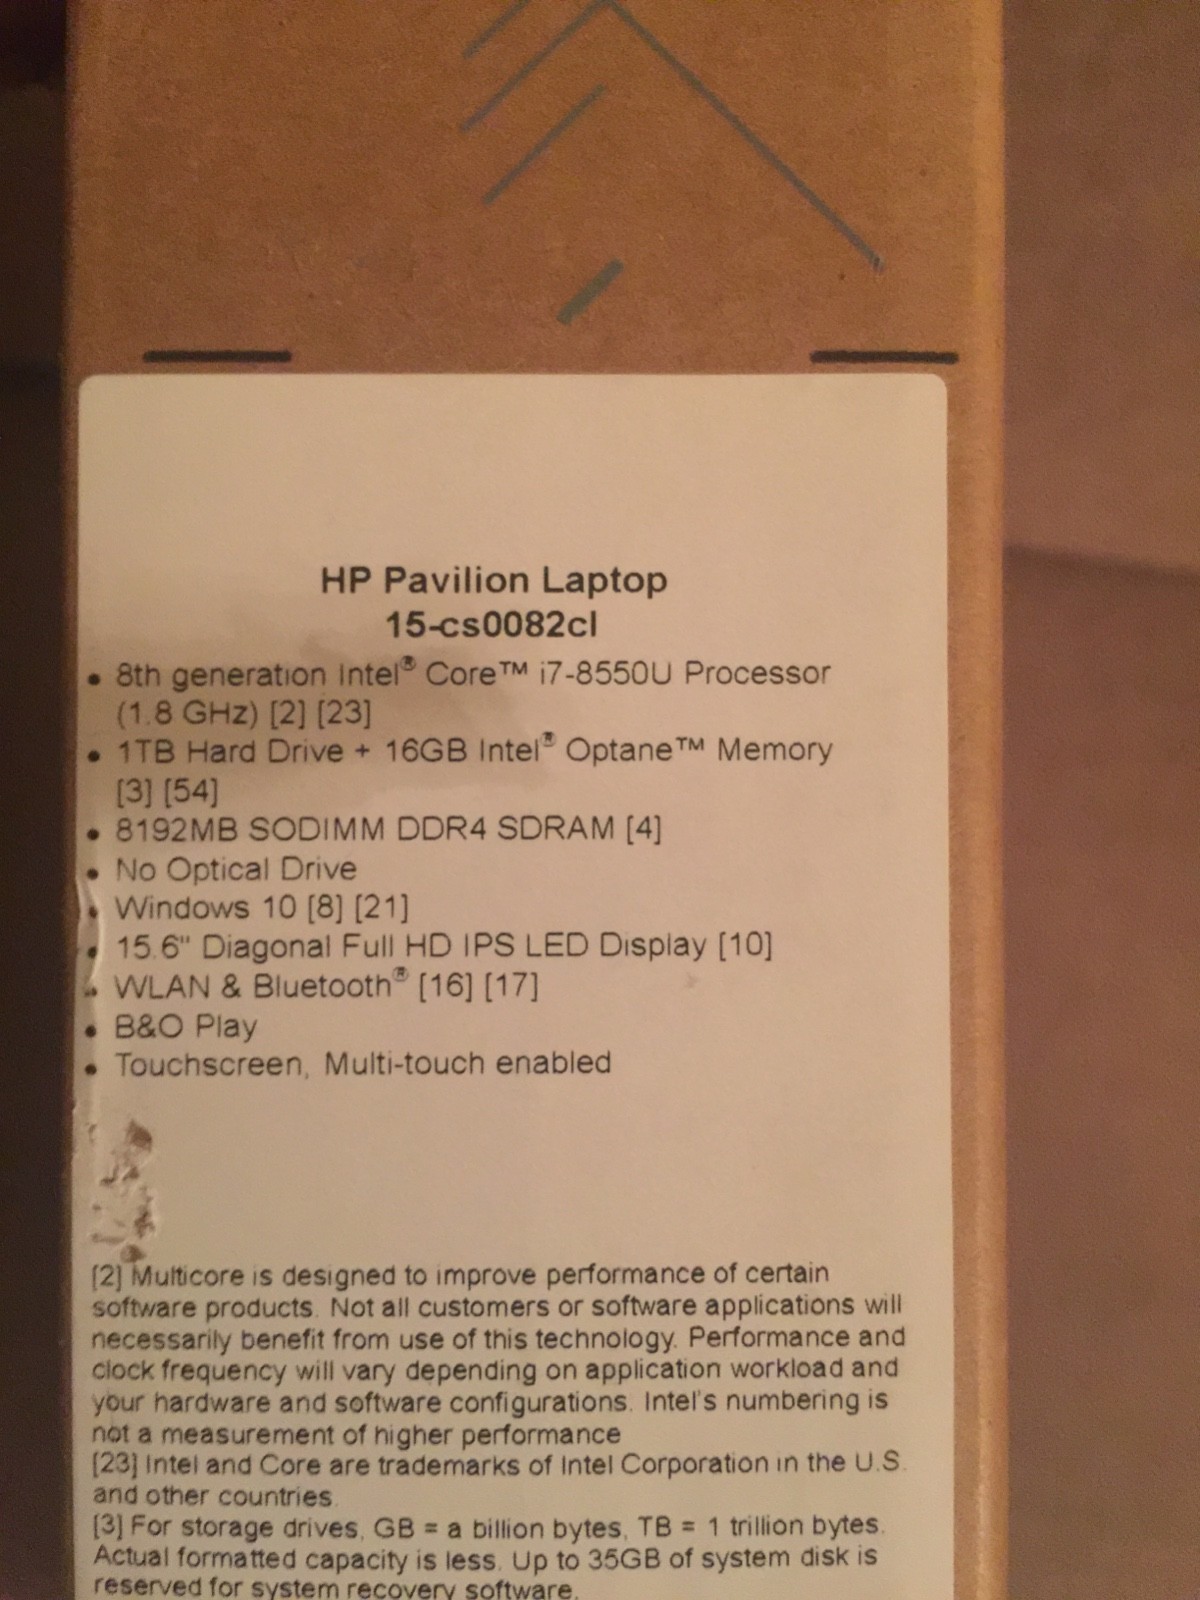 HP Pavilion Laptop
15-cs0082cl
• 8th generation Intel® Core™ i7-8550U Processor
(1.8 GHz) [2] [23]
• 1TB Hard Drive + 16GB Intel® Optane™ Memory
[3] [54]
• 8192MB SODIMM DDR4 SDRAM [4]
• No Optical Drive
• Windows 10 [8] [21]
• 15.6" Diagonal Full HD IPS LED Display [10]
• WLAN & Bluetooth® [16] [17]
• B&O Play
• Touchscreen, Multi-touch enabled
[2] Multicore is designed to improve performance of certain
software products. Not all customers or software applications will
necessarily benefit from use of this technology. Performance and
clock frequency will vary depending on application workload and
your hardware and software configurations. Intel's numbering is
not a measurement of higher performance
[23] Intel and Core are trademarks of Intel Corporation in the U.S.
and other countries.
[3] For storage drives, GB = a billion bytes, TB = 1 trillion bytes.
Actual formatted capacity is less. Up to 35GB of system disk is
reserved for system recovery software.